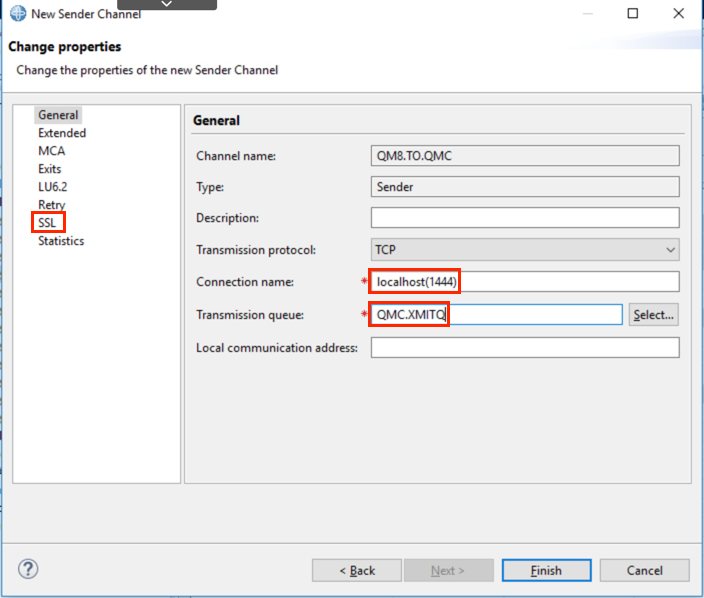 New Sender Channel
Change properties
Change the properties of the new Sender Channel
General
Extended
MCA
Exits
LU6.2
Retry
SSL
Statistics
General
Channel name: QM8.TO.QMC
Type: Sender
Description:
Transmission protocol: TCP
Connection name: * localhost(1444)
Transmission queue: * QMC.XMITQ Select...
Local communication address:
? < Back Next > Finish Cancel